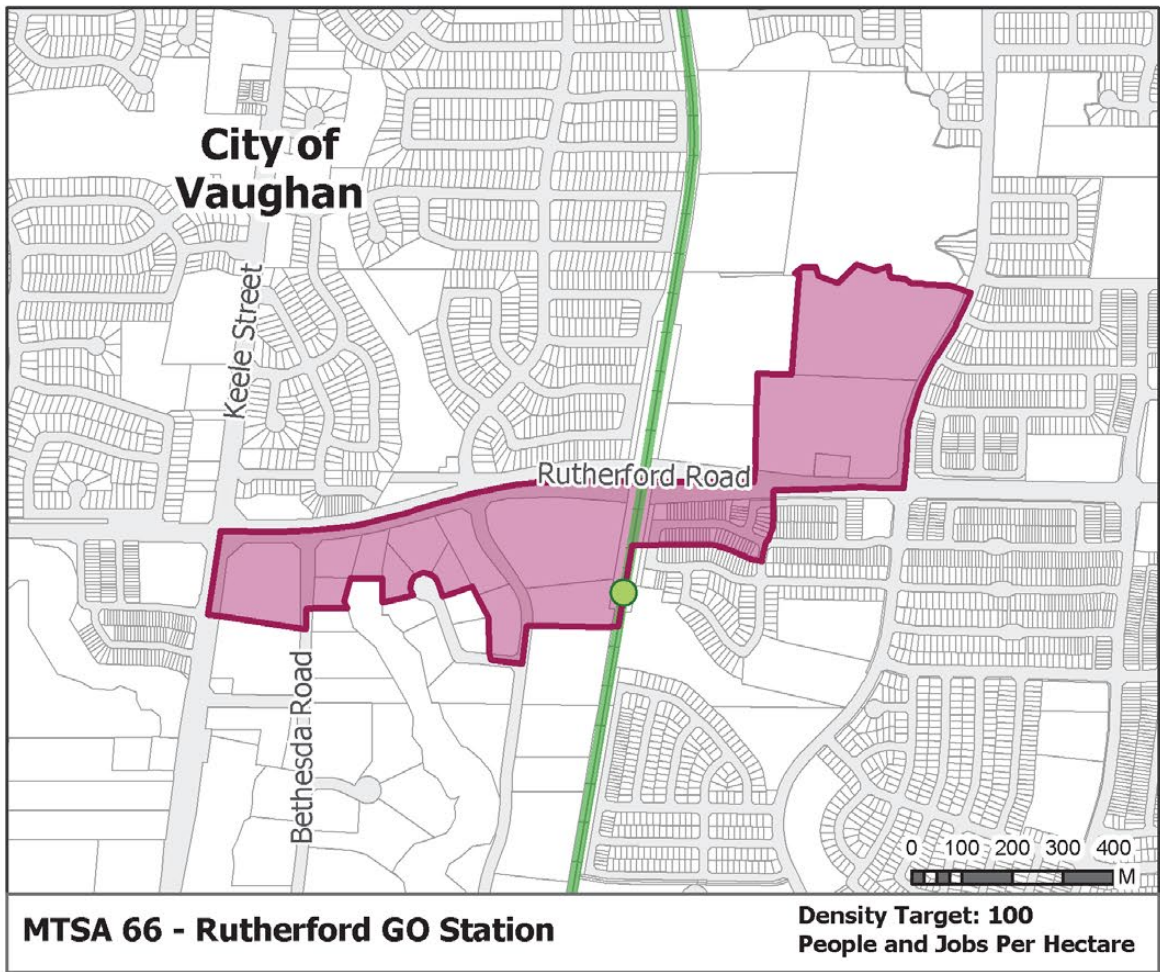 City of
Vaughan
Keele Street
Rutherford Road
Bethesda Road
0 100 200 300 400
M
MTSA 66 - Rutherford GO Station
Density Target: 100
People and Jobs Per Hectare